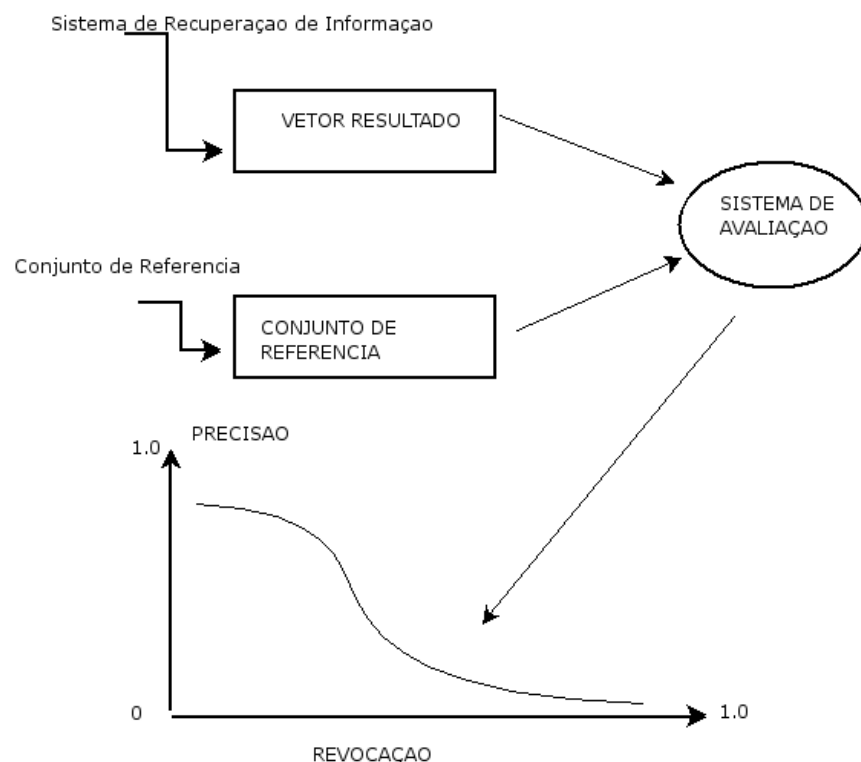 Sistema de Recuperaçao de Informaçao
VETOR RESULTADO
SISTEMA DE
AVALIAÇAO
Conjunto de Referencia
CONJUNTO DE
REFERENCIA
PRECISAO
1.0
0
1.0
REVOCAÇAO